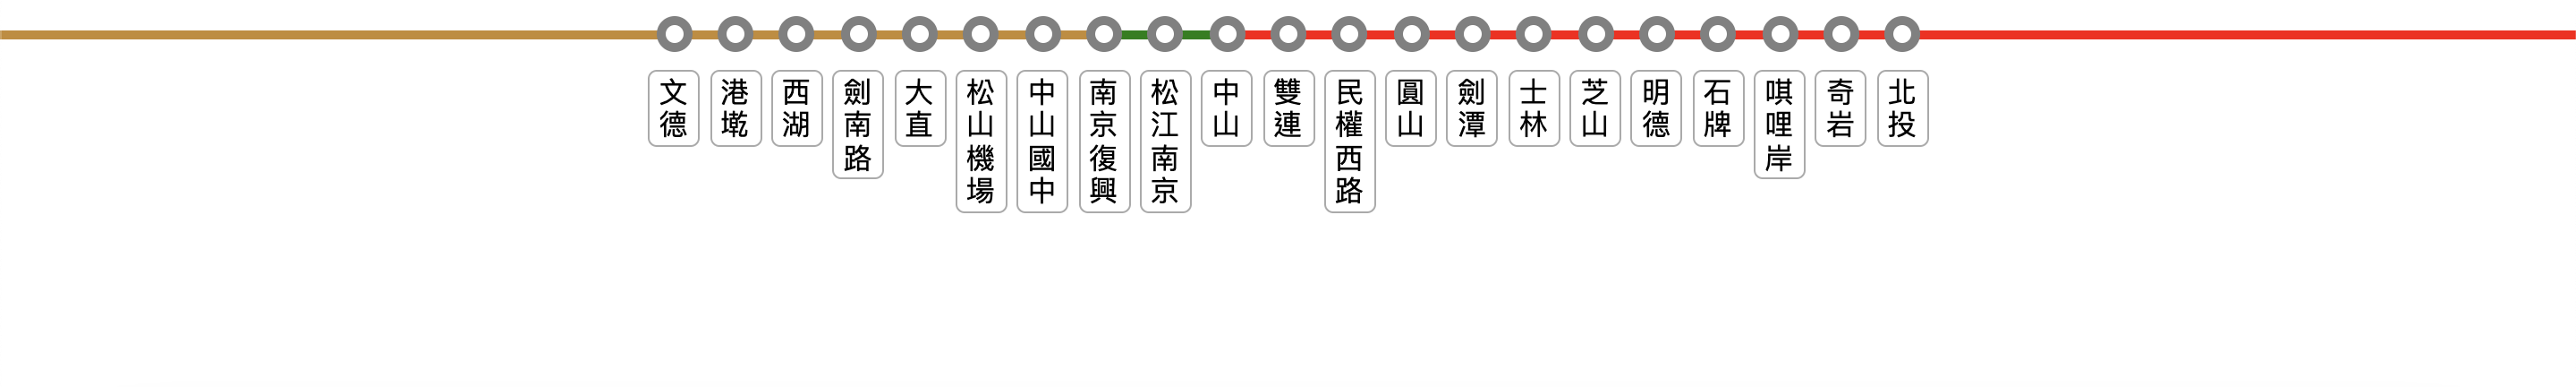 文德
港墘
西湖
劍南路
大直
松山機場
中山國中
南京復興
松江南京
中山
雙連
民權西路
圓山
劍潭
士林
芝山
明德
石牌
唭哩岸
奇岩
北投